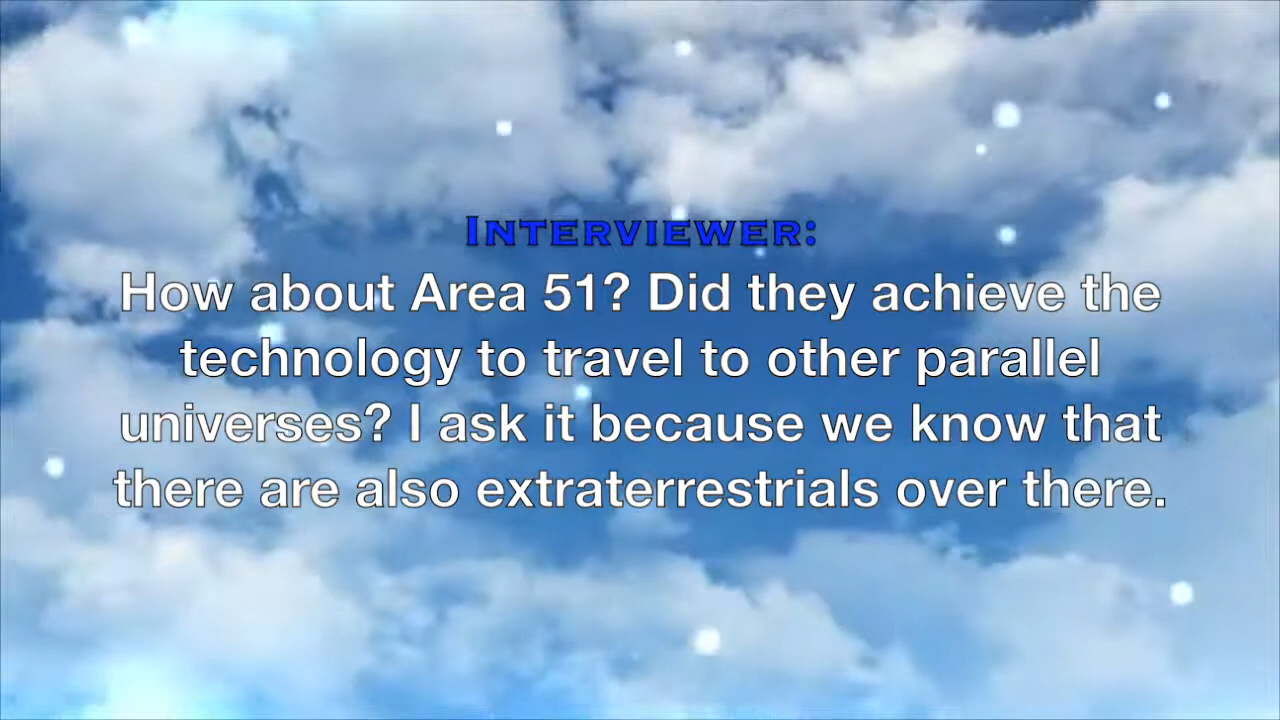 INTERVIEWER:
How about Area 51? Did they achieve the
technology to travel to other parallel
universes? I ask it because we know that
there are also extraterrestrials over there.